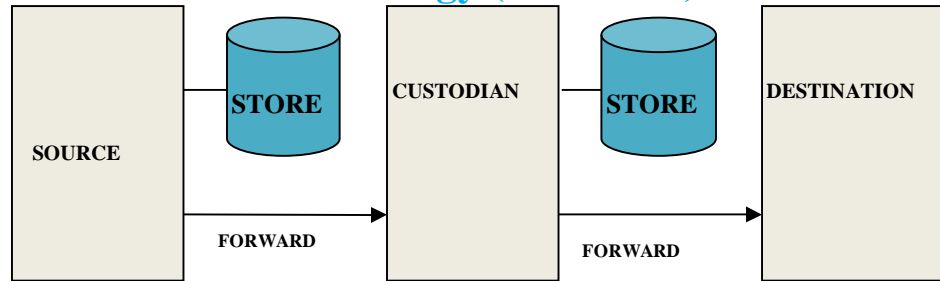 SOURCE
STORE
FORWARD
CUSTODIAN
STORE
FORWARD
DESTINATION